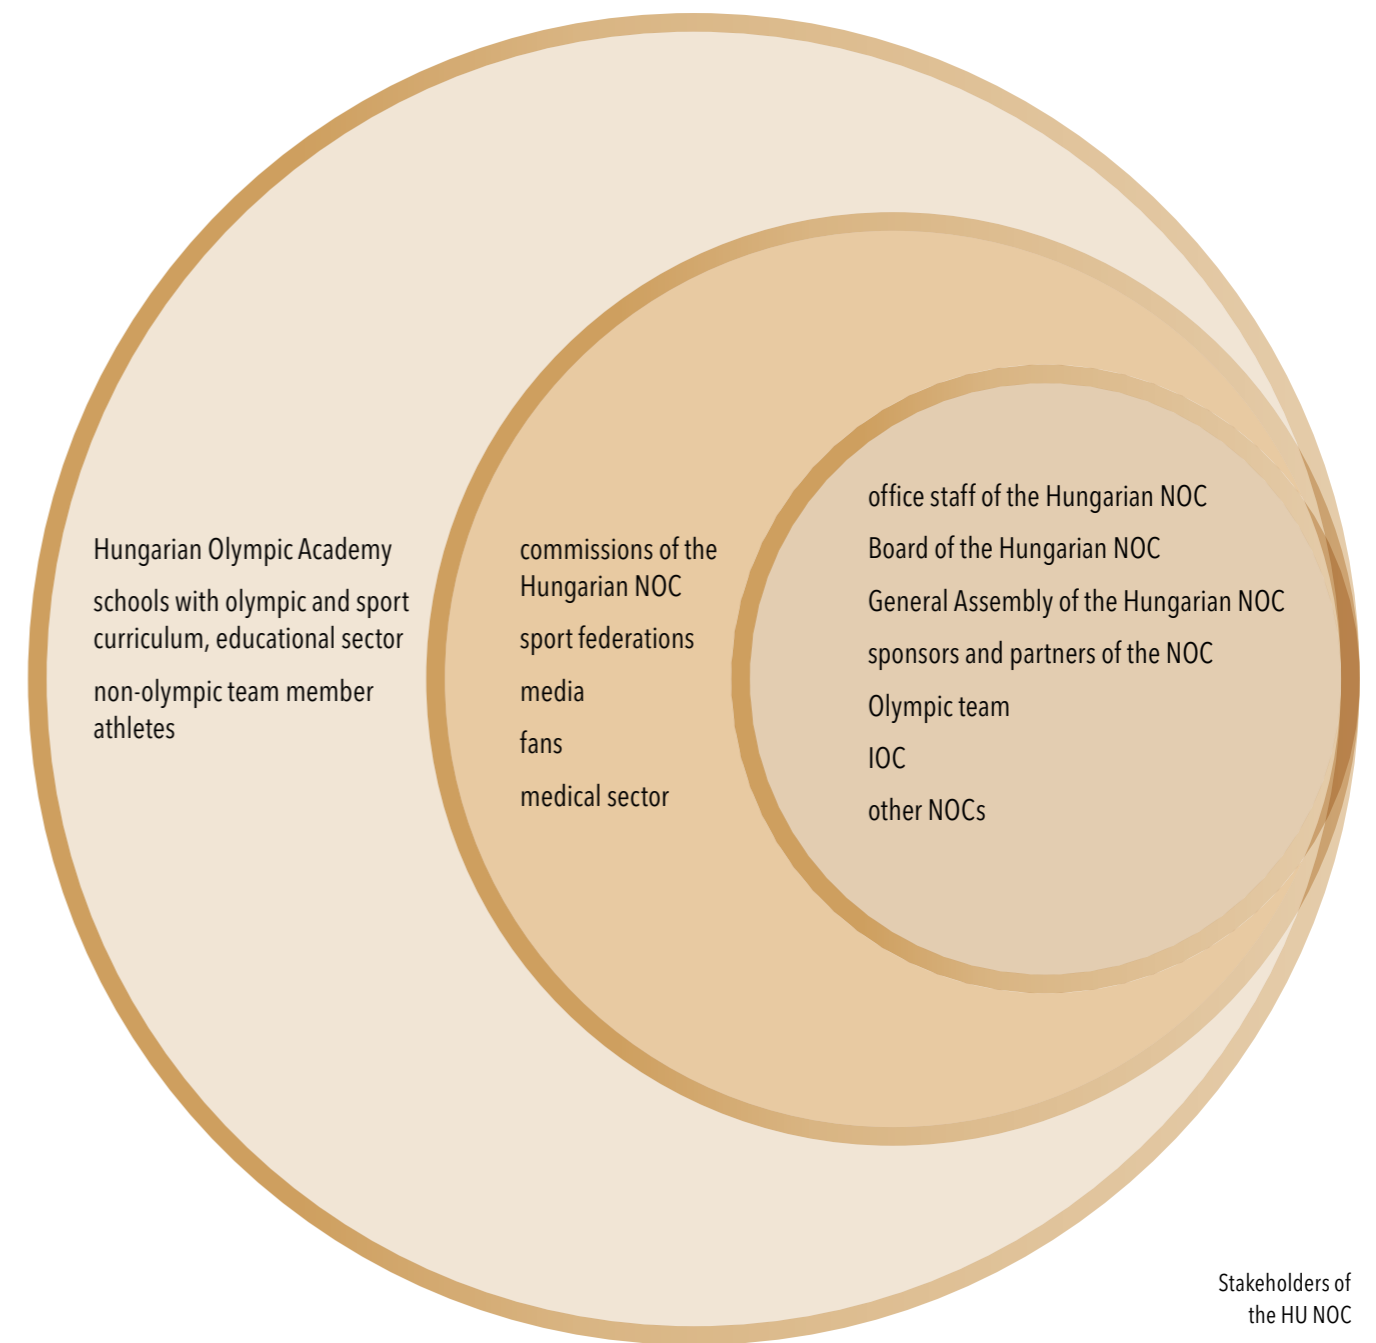 Hungarian Olympic Academy
schools with olympic and sport
curriculum, educational sector
non-olympic team member
athletes
commissions of the
Hungarian NOC
sport federations
media
fans
medical sector
office staff of the Hungarian NOC
Board of the Hungarian NOC
General Assembly of the Hungarian NOC
sponsors and partners of the NOC
Olympic team
IOC
other NOCs
Stakeholders of
the HU NOC